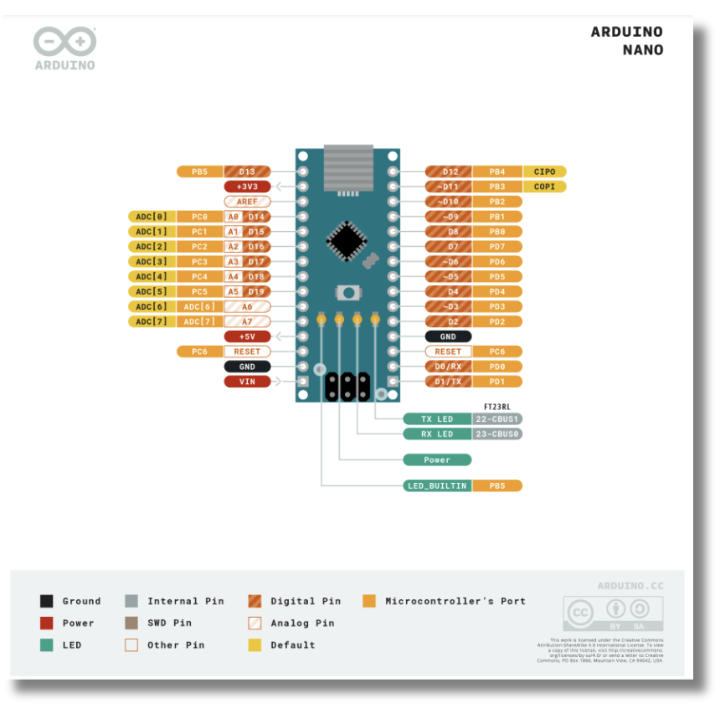 ARDUINO
ARDUINO
NANO
PB5 D13
+3V3
AREF
ADC[0] PC0 A0 D14
ADC[1] PC1 A1 D15
ADC[2] PC2 A2 D16
ADC[3] PC3 A3 D17
ADC[4] PC4 A4 D18
ADC[5] PC5 A5 D19
ADC[6] ADC[6] A6
ADC[7] ADC[7] A7
+5V
PC6 RESET
GND
VIN
D12 PB4 CIPO
~D11 PB3 COPI
~D10 PB2
~D9 PB1
D8 PB0
D7 PD7
~D6 PD6
~D5 PD5
D4 PD4
~D3 PD3
D2 PD2
GND
RESET PC6
D0/RX PD0
D1/TX PD1
FT23RL
TX LED 22-CBUS1
RX LED 23-CBUS0
Power
LED_BUILTIN PB5
Ground
Power
LED
Internal Pin
SWD Pin
Other Pin
Digital Pin
Analog Pin
Default
Microcontroller's Port
ARDUINO.CC
CC
BY SA
This work is licensed under the Creative Commons
Attribution-ShareAlike 4.0 International License. To view
a copy of this license, visit http://creativecommons.
org/licenses/by-sa/4.0/ or send a letter to Creative
Commons, PO Box 1866, Mountain View, CA 94042, USA.